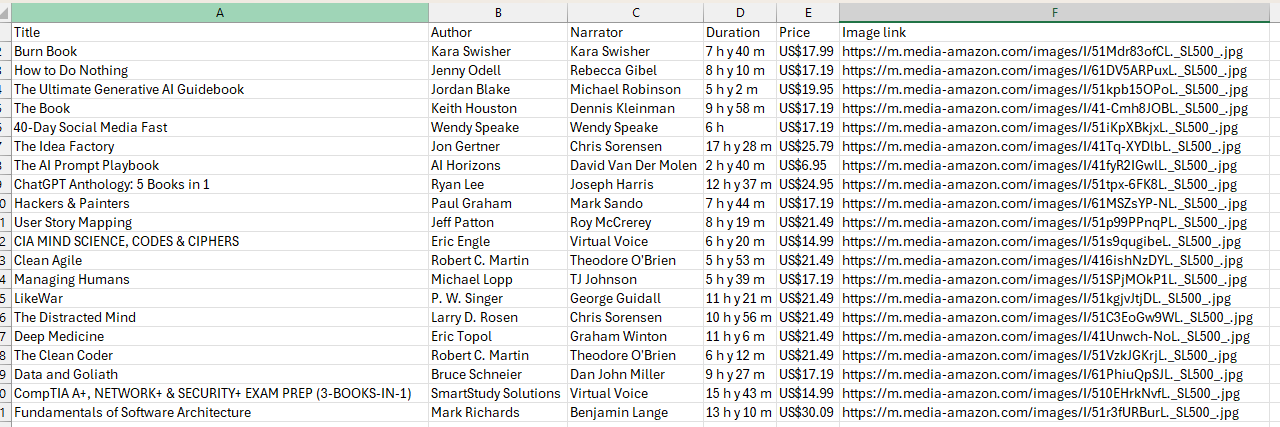 A B C D E F
Title Author Narrator Duration Price Image link
2 Burn Book Kara Swisher Kara Swisher 7 h y 40 m US$17.99 https://m.media-amazon.com/images/I/51Mdr83ofCL._SL500_.jpg
3 How to Do Nothing Jenny Odell Rebecca Gibel 8 h y 10 m US$17.19 https://m.media-amazon.com/images/I/61DV5ARPuxL._SL500_.jpg
4 The Ultimate Generative AI Guidebook Jordan Blake Michael Robinson 5 h y 2 m US$19.95 https://m.media-amazon.com/images/I/51kpb15OPoL._SL500_.jpg
5 The Book Keith Houston Dennis Kleinman 9 h y 58 m US$17.19 https://m.media-amazon.com/images/I/41-Cmh8JOBL._SL500_.jpg
6 40-Day Social Media Fast Wendy Speake Wendy Speake 6 h US$17.19 https://m.media-amazon.com/images/I/51iKpXBkjxL._SL500_.jpg
7 The Idea Factory Jon Gertner Chris Sorensen 17 h y 28 m US$25.79 https://m.media-amazon.com/images/I/41Tq-XYDlbL._SL500_.jpg
8 The AI Prompt Playbook AI Horizons David Van Der Molen 2 h y 40 m US$6.95 https://m.media-amazon.com/images/I/41fyR2IGwlL._SL500_.jpg
9 ChatGPT Anthology: 5 Books in 1 Ryan Lee Joseph Harris 12 h y 37 m US$24.95 https://m.media-amazon.com/images/I/51tpx-6FK8L._SL500_.jpg
0 Hackers & Painters Paul Graham Mark Sando 7 h y 44 m US$17.19 https://m.media-amazon.com/images/I/61MSZsYP-NL._SL500_.jpg
1 User Story Mapping Jeff Patton Roy McCrerey 8 h y 19 m US$21.49 https://m.media-amazon.com/images/I/51p99PPnqPL._SL500_.jpg
2 CIA MIND SCIENCE, CODES & CIPHERS Eric Engle Virtual Voice 6 h y 20 m US$14.99 https://m.media-amazon.com/images/I/51s9qugibeL._SL500_.jpg
3 Clean Agile Robert C. Martin Theodore O'Brien 5 h y 53 m US$21.49 https://m.media-amazon.com/images/I/416ishNzDYL._SL500_.jpg
4 Managing Humans Michael Lopp TJ Johnson 5 h y 39 m US$17.19 https://m.media-amazon.com/images/I/51SPjMOkP1L._SL500_.jpg
5 LikeWar P. W. Singer George Guidall 11 h y 21 m US$21.49 https://m.media-amazon.com/images/I/51kgjvJtjDL._SL500_.jpg
6 The Distracted Mind Larry D. Rosen Chris Sorensen 10 h y 56 m US$21.49 https://m.media-amazon.com/images/I/51C3EoGw9WL._SL500_.jpg
7 Deep Medicine Eric Topol Graham Winton 11 h y 6 m US$21.49 https://m.media-amazon.com/images/I/41Unwch-NoL._SL500_.jpg
8 The Clean Coder Robert C. Martin Theodore O'Brien 6 h y 12 m US$21.49 https://m.media-amazon.com/images/I/51VzkJGKrjL._SL500_.jpg
9 Data and Goliath Bruce Schneier Dan John Miller 9 h y 27 m US$17.19 https://m.media-amazon.com/images/I/61PhiuQpSJL._SL500_.jpg
0 CompTIA A+, NETWORK+ & SECURITY+ EXAM PREP (3-BOOKS-IN-1) SmartStudy Solutions Virtual Voice 15 h y 43 m US$14.99 https://m.media-amazon.com/images/I/510EHrkNvfL._SL500_.jpg
1 Fundamentals of Software Architecture Mark Richards Benjamin Lange 13 h y 10 m US$30.09 https://m.media-amazon.com/images/I/51r3fURBurL._SL500_.jpg